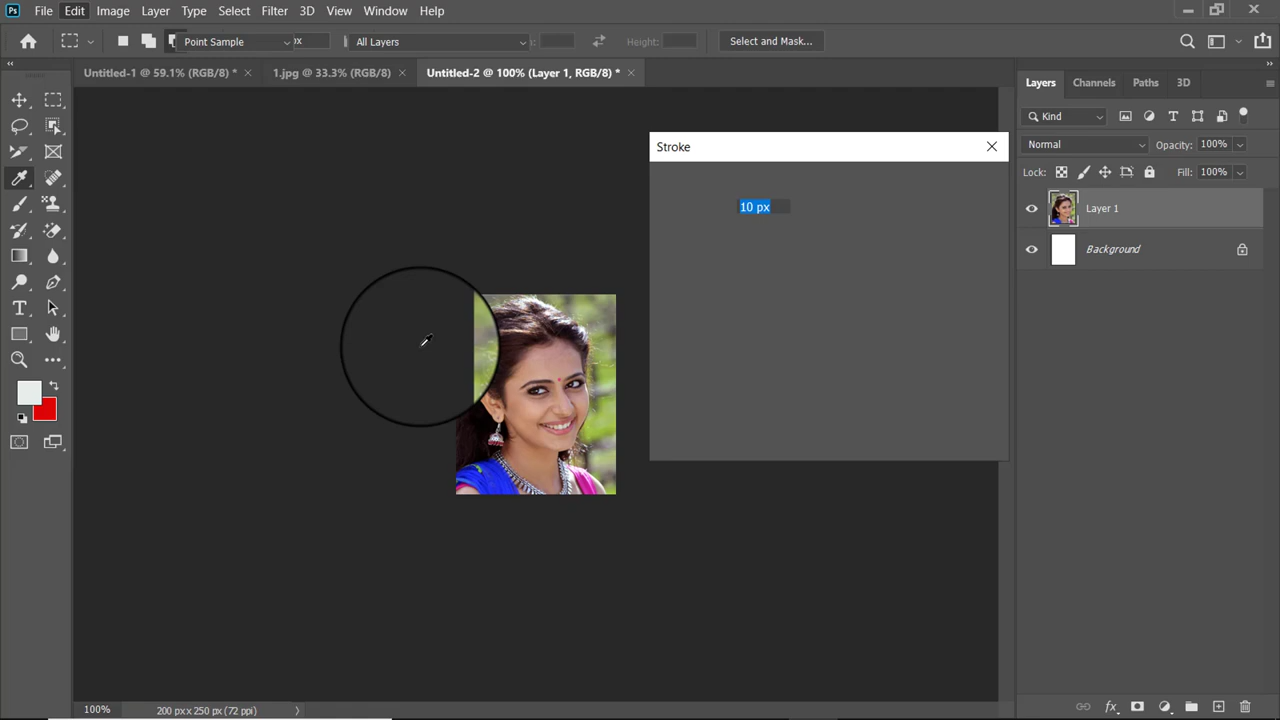 Ps File Edit Image Layer Type Select Filter 3D View Window Help
Point Sample px All Layers Height: Select and Mask...
Untitled-1 @ 59.1% (RGB/8) * × 1.jpg @ 33.3% (RGB/8) × Untitled-2 @ 100% (Layer 1, RGB/8) * ×
Layers Channels Paths 3D
Kind
Normal Opacity: 100%
Lock: Fill: 100%
Layer 1
Background
Stroke
10 px
T
100% 200 px x 250 px (72 ppi)
fx